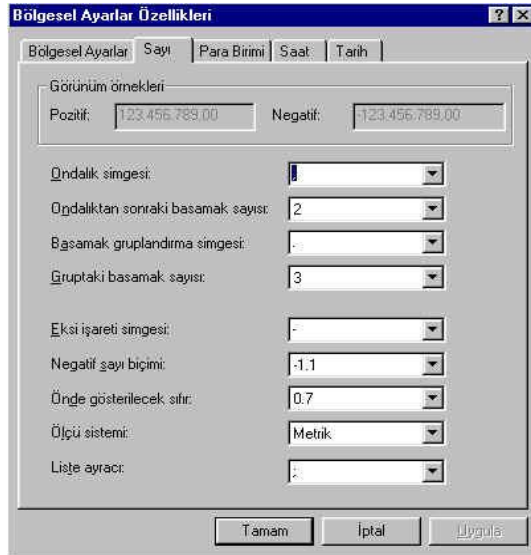 Bölgesel Ayarlar Özellikleri
Bölgesel Ayarlar Sayı Para Birimi Saat Tarih
Görünüm örnekleri
Pozitif: 123.456.789,00 Negatif: -123.456.789,00
Ondalık simgesi: ,
Ondalıktan sonraki basamak sayısı: 2
Basamak gruplandırma simgesi: .
Gruptaki basamak sayısı: 3
Eksi işareti simgesi: -
Negatif sayı biçimi: -1.1
Önde gösterilecek sıfır: 0.7
Ölçü sistemi: Metrik
Liste ayracı: ;
Tamam İptal Uygula